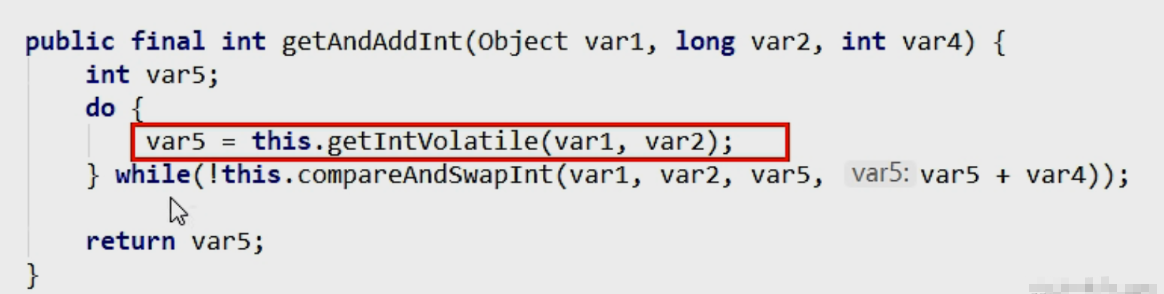 public final int getAndAddInt(Object var1, long var2, int var4) {
    int var5;
    do {
        var5 = this.getIntVolatile(var1, var2);
    } while(!this.compareAndSwapInt(var1, var2, var5, var5: var5 + var4));

    return var5;
}